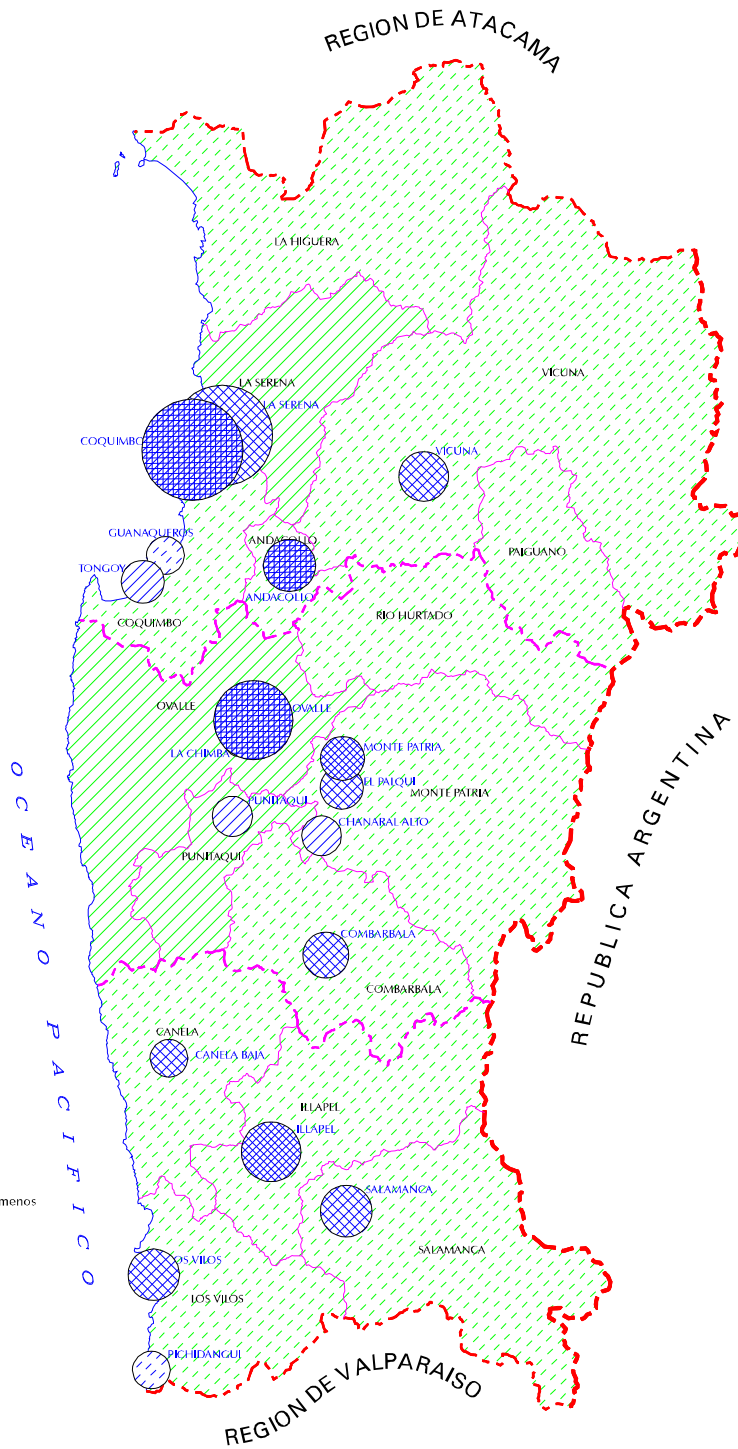 REGION DE ATACAMA
LA HIGUERA
VICUNA
LA SERENA
LA SERENA
COQUIMBO
VICUNA
GUANAQUEROS
ANDACOLLO
PAIGUANO
TONGOY
ANDACOLLO
COQUIMBO
RIO HURTADO
OVALLE
OVALLE
LA CHIMBA
MONTE PATRIA
EL PALQUI
MONTE PATRIA
PUNITAQUI
CHANARAL ALTO
PUNITAQUI
REPUBLICA ARGENTINA
OCEANO PACIFICO
COMBARBALA
COMBARBALA
CANELA
CANELA BAJA
ILLAPEL
ILLAPEL
SALAMANCA
menos
SALAMANCA
LOS VILOS
LOS VILOS
PICHIDANGUI
REGION DE VALPARAISO